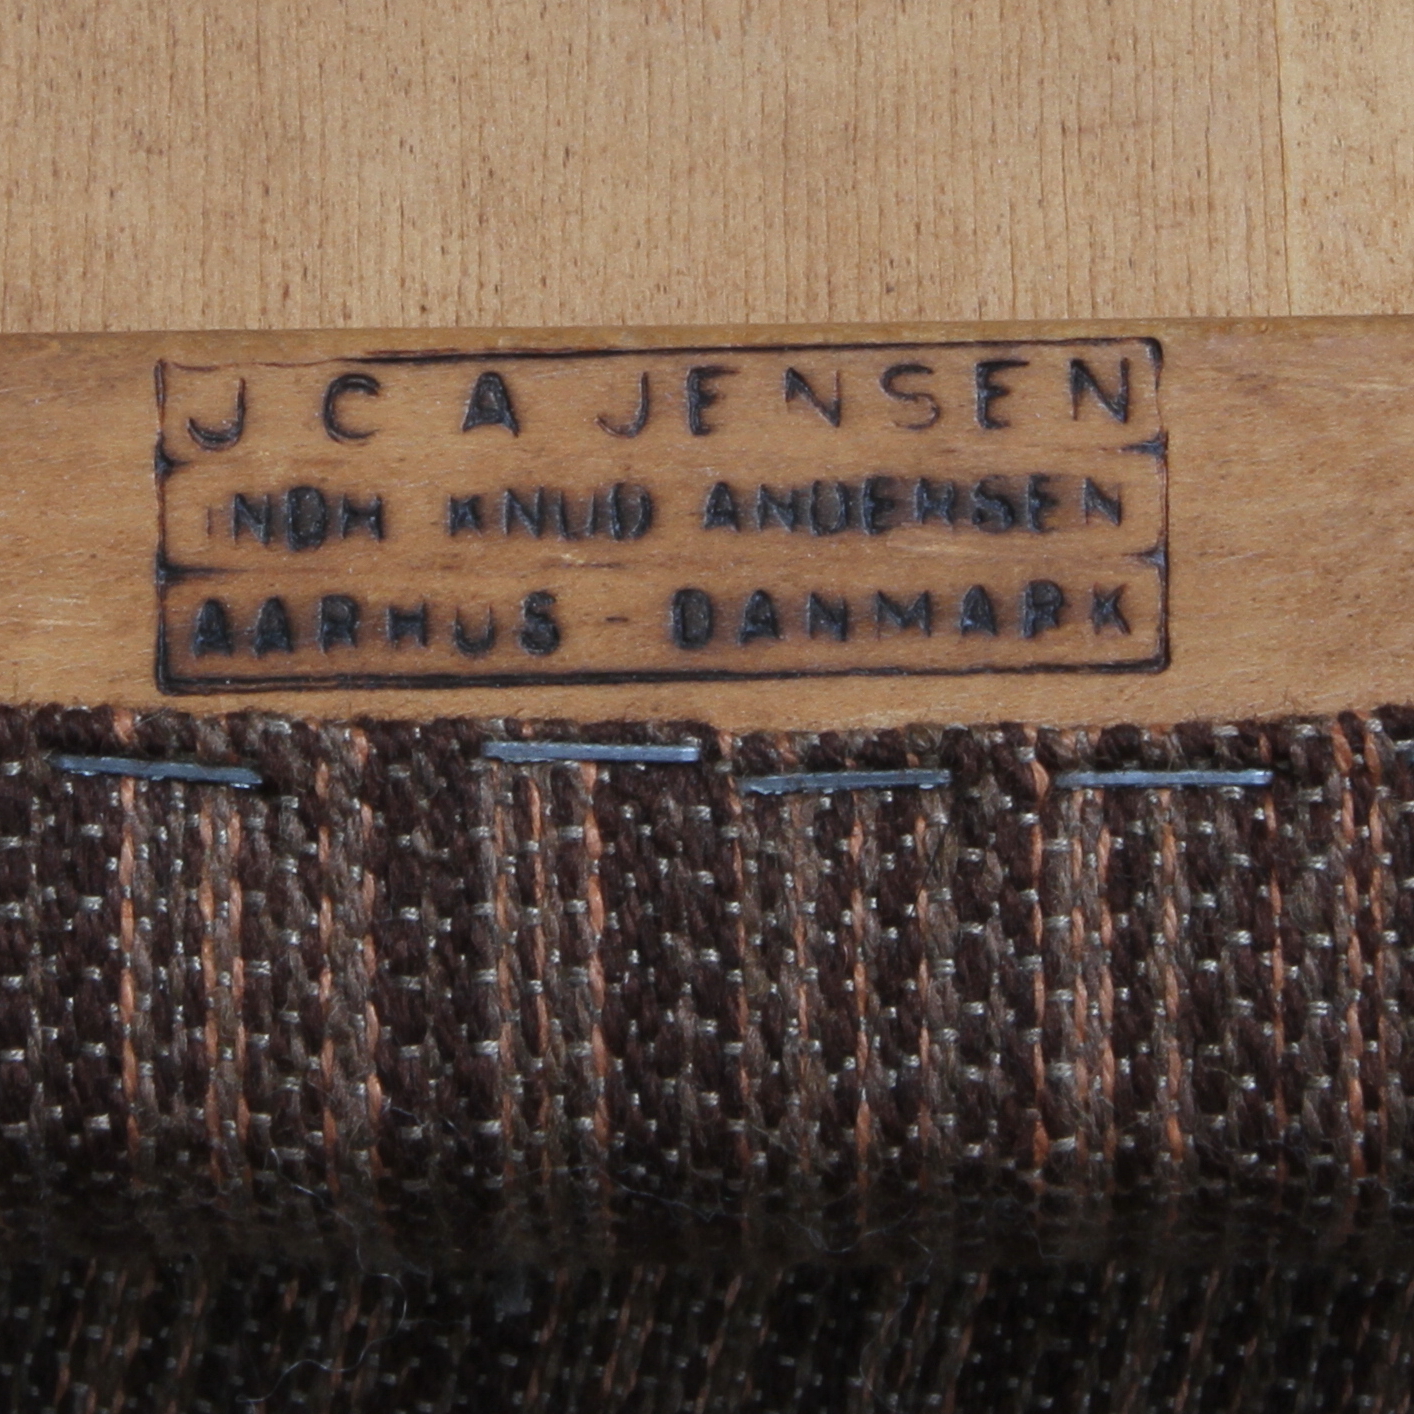 J C A JENSEN
INDH KNUD ANDERSEN
AARHUS - DANMARK